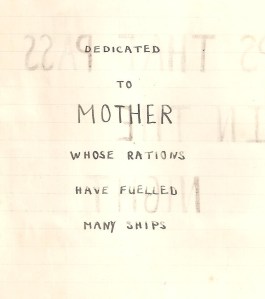 DEDICATED
TO
MOTHER
WHOSE RATIONS
HAVE FUELLED
MANY SHIPS